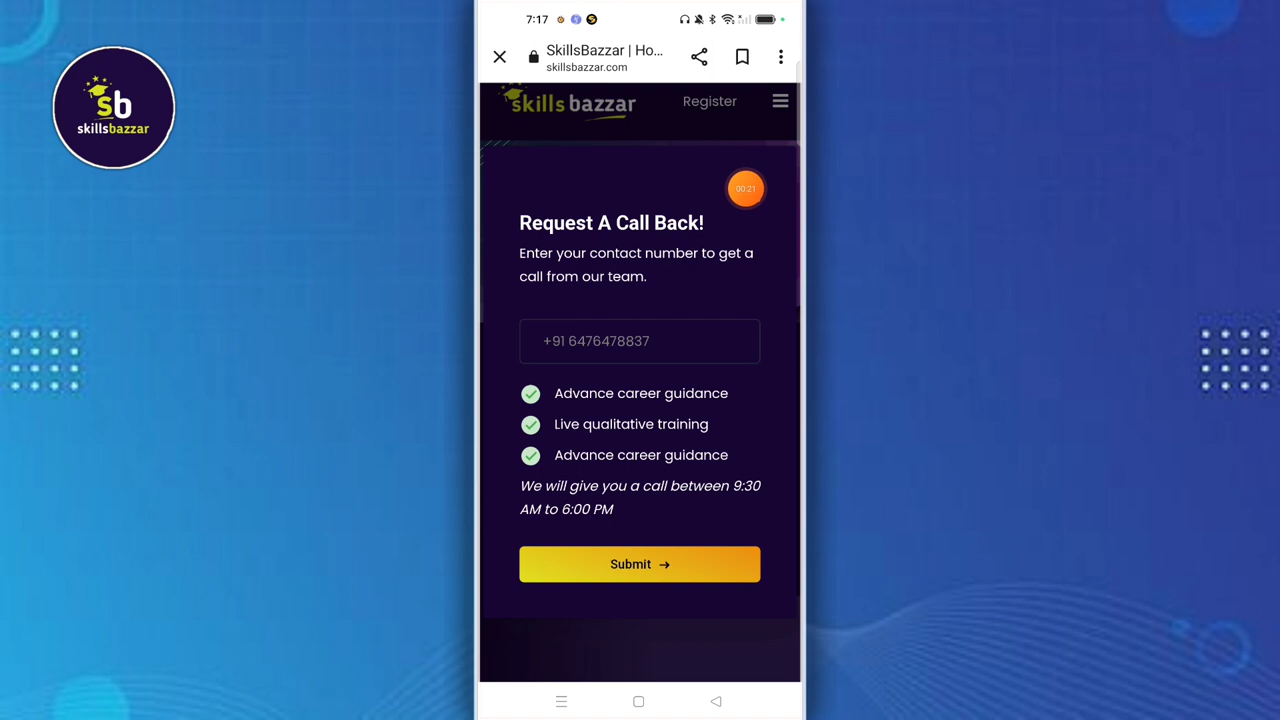 sb
skillsbazzar
7:17
SkillsBazzar | Ho...
skillsbazzar.com
skills bazzar
Register
00:21
Request A Call Back!
Enter your contact number to get a
call from our team.
+91 6476478837
Advance career guidance
Live qualitative training
Advance career guidance
We will give you a call between 9:30
AM to 6:00 PM
Submit →